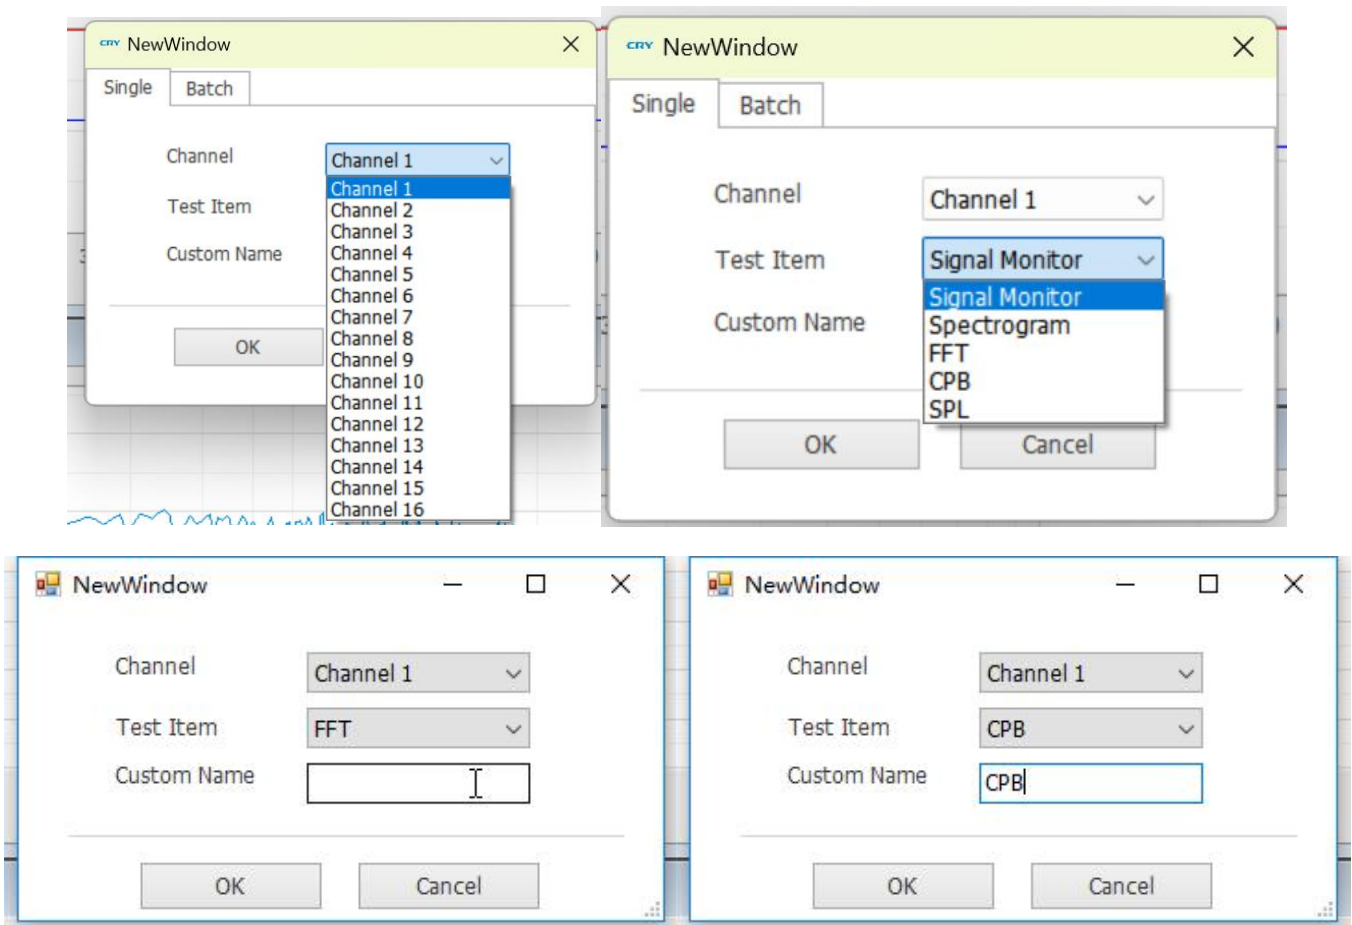 CRY NewWindow
Single Batch
Channel Channel 1
Channel 1
Test Item Channel 2
Channel 3
Custom Name Channel 4
Channel 5
Channel 6
Channel 7
OK Channel 8
Channel 9
Channel 10
Channel 11
Channel 12
Channel 13
Channel 14
Channel 15
Channel 16
CRY NewWindow
Single Batch
Channel Channel 1
Test Item Signal Monitor
Signal Monitor
Custom Name Spectrogram
FFT
CPB
SPL
OK Cancel
NewWindow
Channel Channel 1
Test Item FFT
Custom Name
OK Cancel
NewWindow
Channel Channel 1
Test Item CPB
Custom Name CPB
OK Cancel